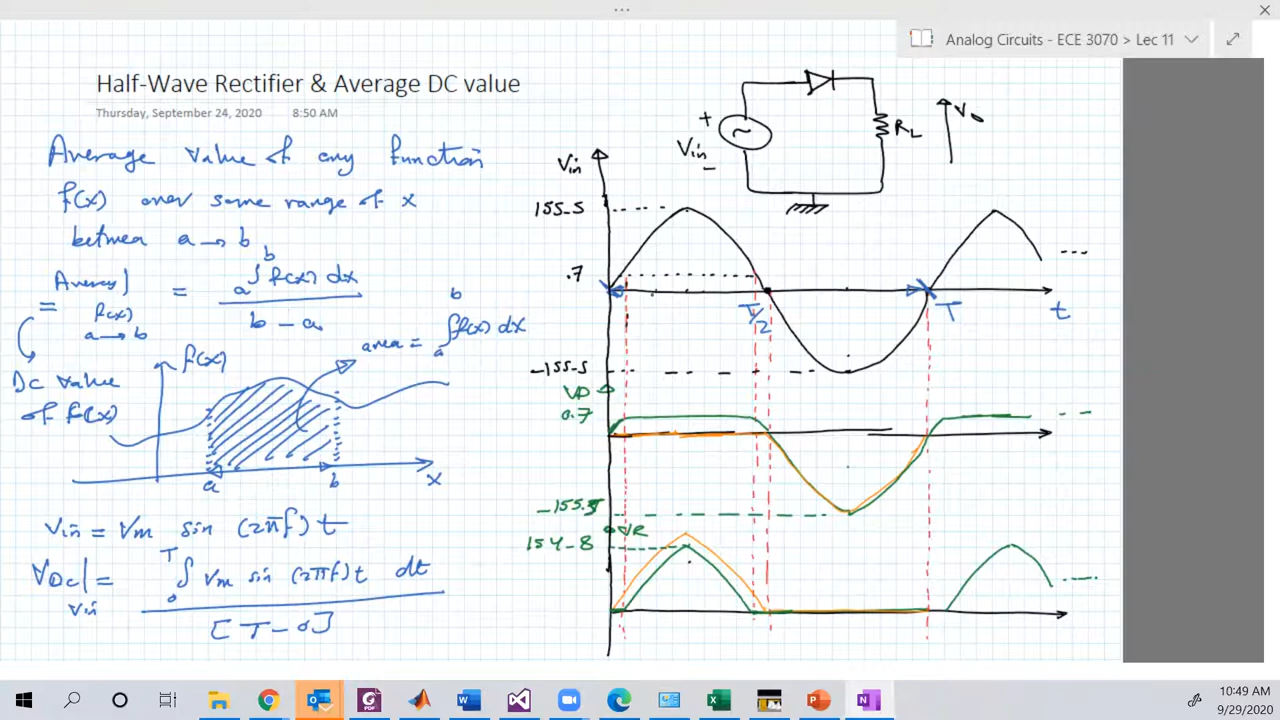 Analog Circuits - ECE 3070 > Lec 11
Half-Wave Rectifier & Average DC value
Thursday, September 24, 2020 8:50 AM
Average value of any function
f(x) over some range of x
between a → b
Average| f(x) a → b = a∫b f(x) dx / b - a
area = a∫b f(x) dx
DC value
of f(x)
f(x)
a b x
Vin = Vm sin (2πf) t
VDC| Vin = 0∫T Vm sin (2πf) t dt / [T - 0]
+ Vin -
~
RL
Vo
Vin
155.5
.7
T/2 T t
-155.5
VD
0.7
-155.5
VR
154.8
10:49 AM
9/29/2020